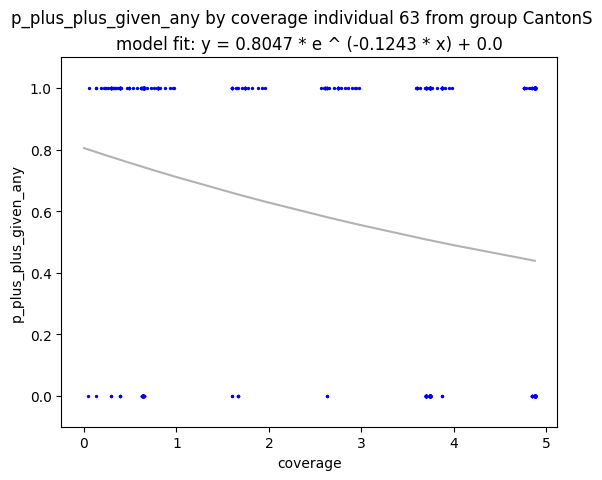 p_plus_plus_given_any by coverage individual 63 from group CantonS
model fit: y = 0.8047 * e ^ (-0.1243 * x) + 0.0
p_plus_plus_given_any
1.0
0.8
0.6
0.4
0.2
0.0
0 1 2 3 4 5
coverage